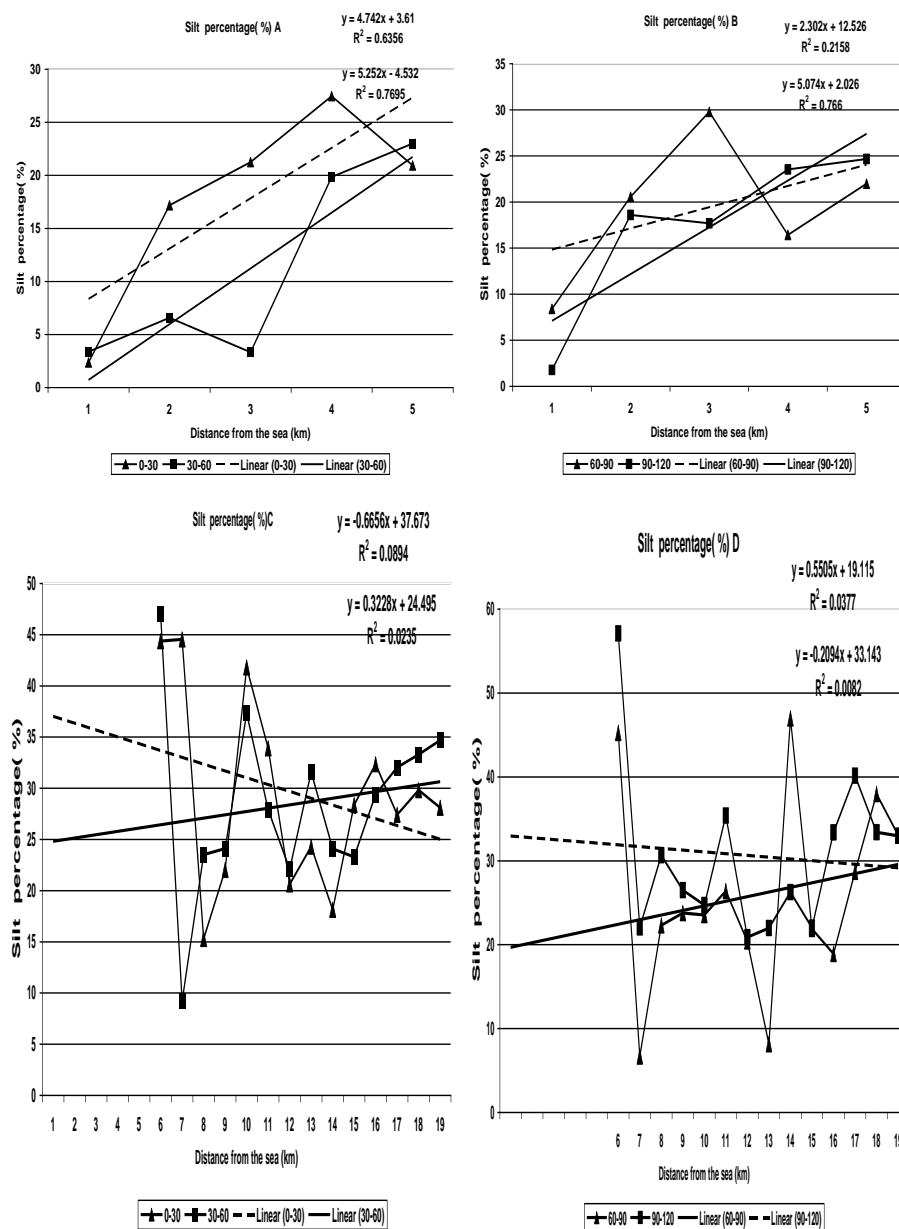 Silt percentage(%) A
y = 4.742x + 3.61
R2 = 0.6356
y = 5.252x - 4.532
R2 = 0.7695
Silt percentage(%)
30
25
20
15
10
5
0
1 2 3 4 5
Distance from the sea (km)
0-30 30-60 Linear (0-30) Linear (30-60)
Silt percentage(%) B
y = 2.302x + 12.526
R2 = 0.2158
y = 5.074x + 2.026
R2 = 0.766
Silt percentage(%)
35
30
25
20
15
10
5
0
1 2 3 4 5
Distance from the sea (km)
60-90 90-120 Linear (60-90) Linear (90-120)
Silt percentage(%)C
y = -0.6656x + 37.673
R2 = 0.0894
y = 0.3228x + 24.495
R2 = 0.0235
Silt percentage(%)
50
45
40
35
30
25
20
15
10
5
0
1 2 3 4 5 6 7 8 9 10 11 12 13 14 15 16 17 18 19
Distance from the sea (km)
0-30 30-60 Linear (0-30) Linear (30-60)
Silt percentage(%) D
y = 0.5505x + 19.115
R2 = 0.0377
y = -0.2094x + 33.143
R2 = 0.0082
Silt percentage(%)
60
50
40
30
20
10
0
6 7 8 9 10 11 12 13 14 15 16 17 18 19
Distance from the sea (km)
60-90 90-120 Linear (60-90) Linear (90-120)